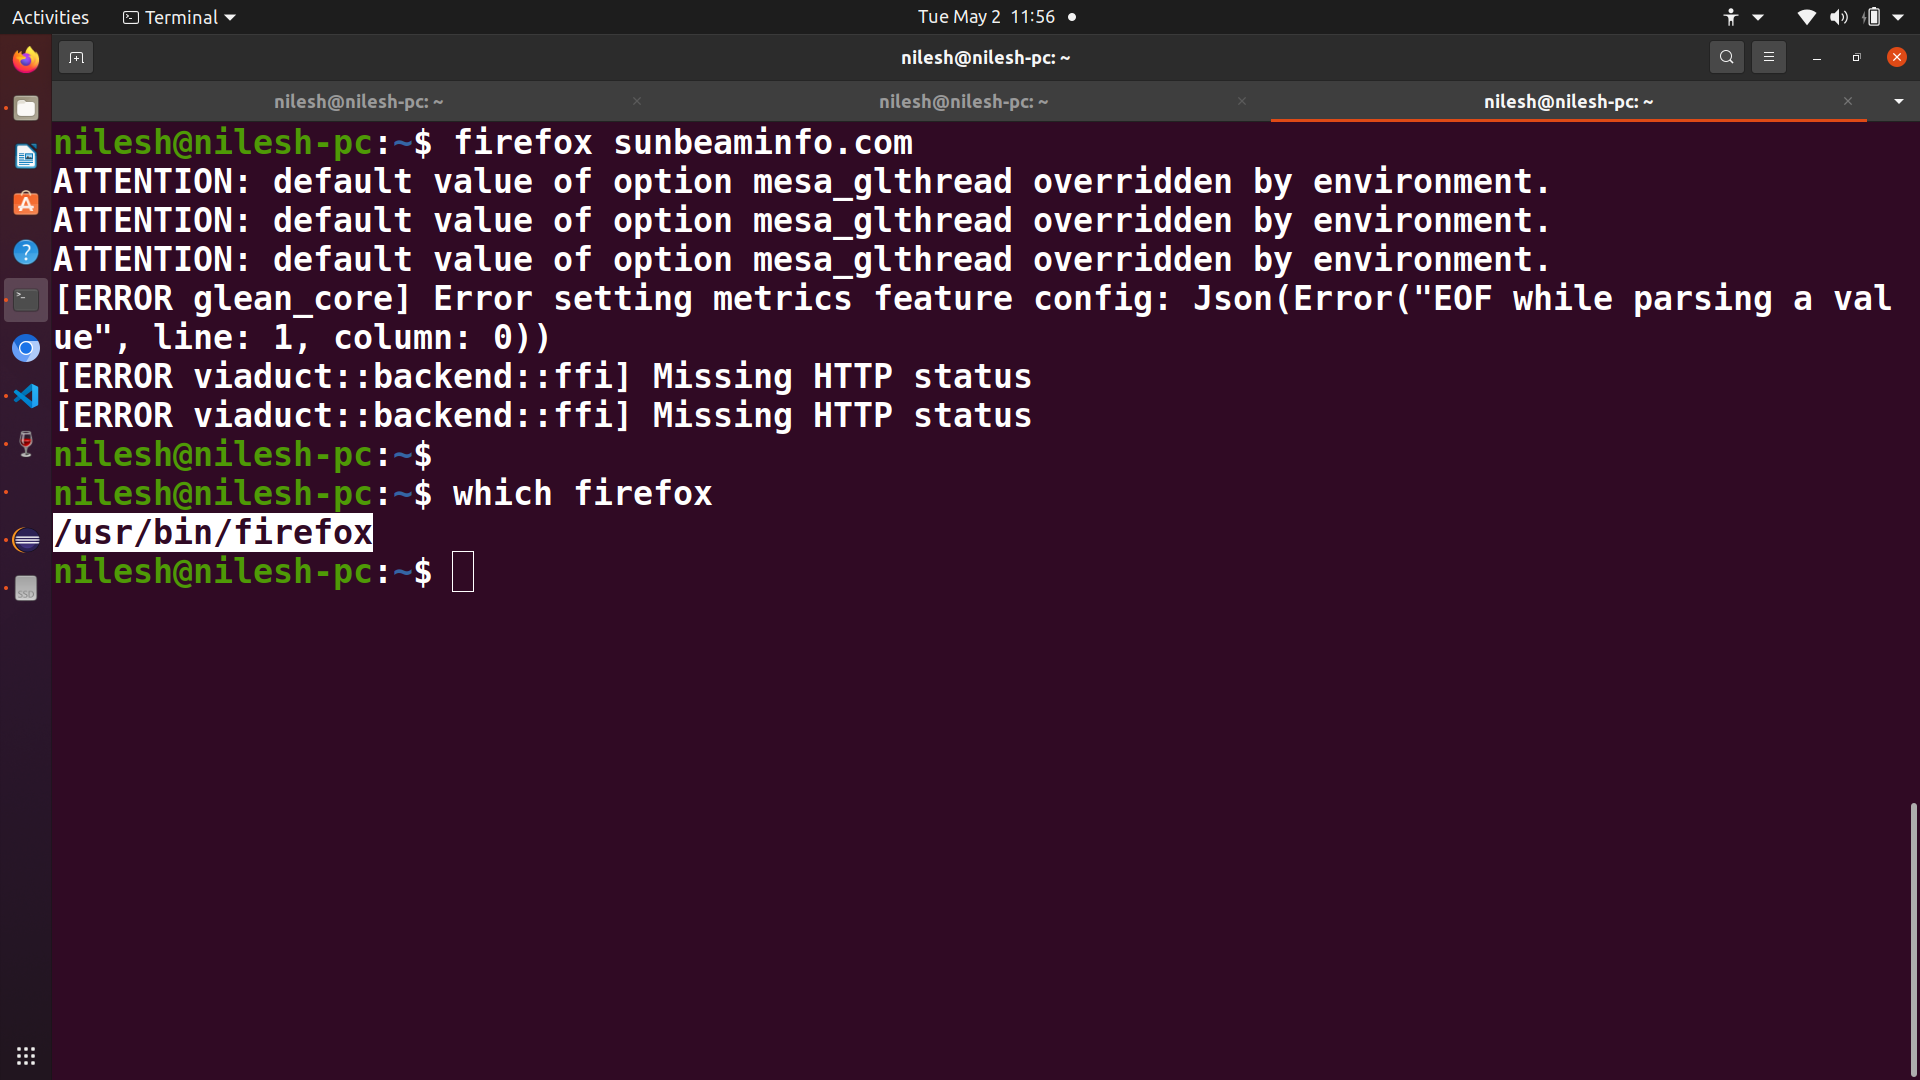 Activities Terminal Tue May 2 11:56
nilesh@nilesh-pc: ~
nilesh@nilesh-pc: ~ nilesh@nilesh-pc: ~ nilesh@nilesh-pc: ~
nilesh@nilesh-pc:~$ firefox sunbeaminfo.com
ATTENTION: default value of option mesa_glthread overridden by environment.
ATTENTION: default value of option mesa_glthread overridden by environment.
ATTENTION: default value of option mesa_glthread overridden by environment.
[ERROR glean_core] Error setting metrics feature config: Json(Error("EOF while parsing a val
ue", line: 1, column: 0))
[ERROR viaduct::backend::ffi] Missing HTTP status
[ERROR viaduct::backend::ffi] Missing HTTP status
nilesh@nilesh-pc:~$
nilesh@nilesh-pc:~$ which firefox
/usr/bin/firefox
nilesh@nilesh-pc:~$
SSD